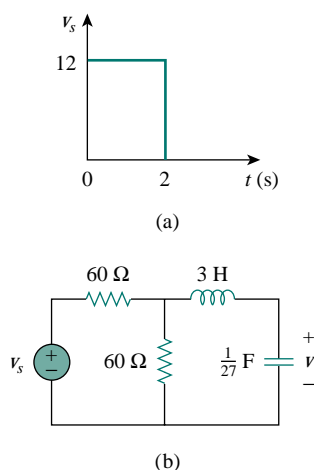 v_s
12
0 2 t (s)
(a)
60 Ω 3 H
+
v_s + − 60 Ω 1/27 F v
−
(b)